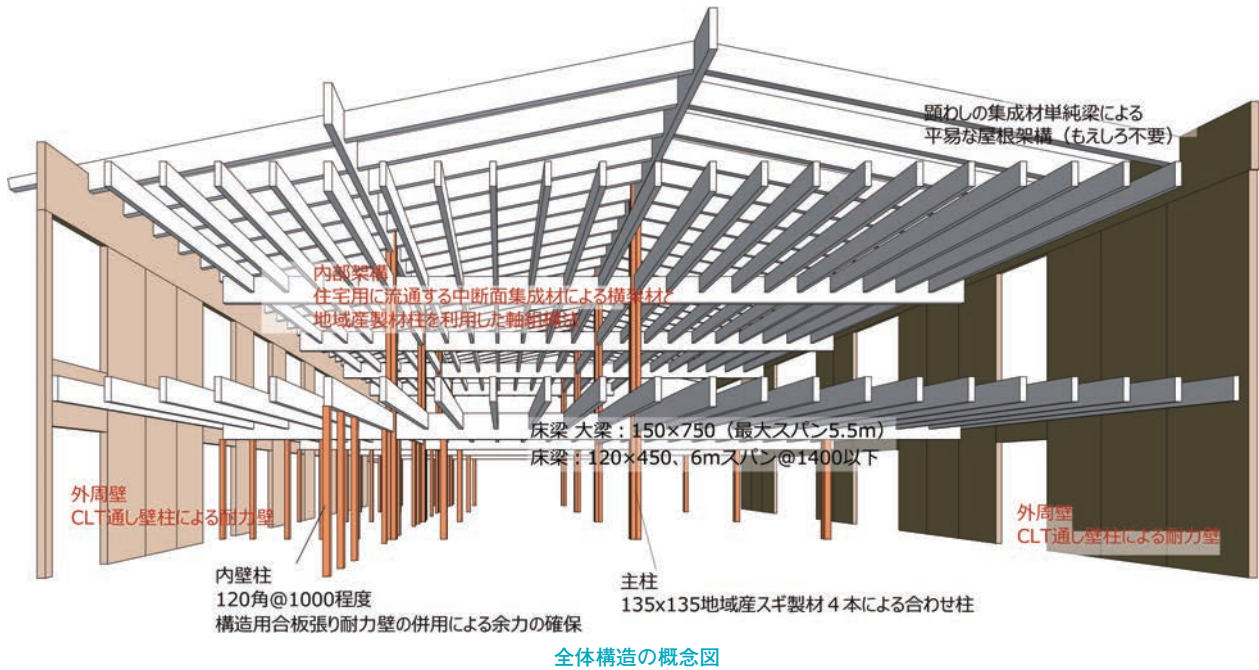 顕わしの集成材単純梁による
平易な屋根架構（もえしろ不要）
内部架構
住宅用に流通する中断面集成材による横架材と
地域産製材柱を利用した軸組構法
床梁 大梁：150×750（最大スパン5.5m）
床梁：120×450、6mスパン@1400以下
外周壁
CLT通し壁柱による耐力壁
外周壁
CLT通し壁柱による耐力壁
内壁柱
120角@1000程度
構造用合板張り耐力壁の併用による余力の確保
主柱
135x135地域産スギ製材４本による合わせ柱
全体構造の概念図